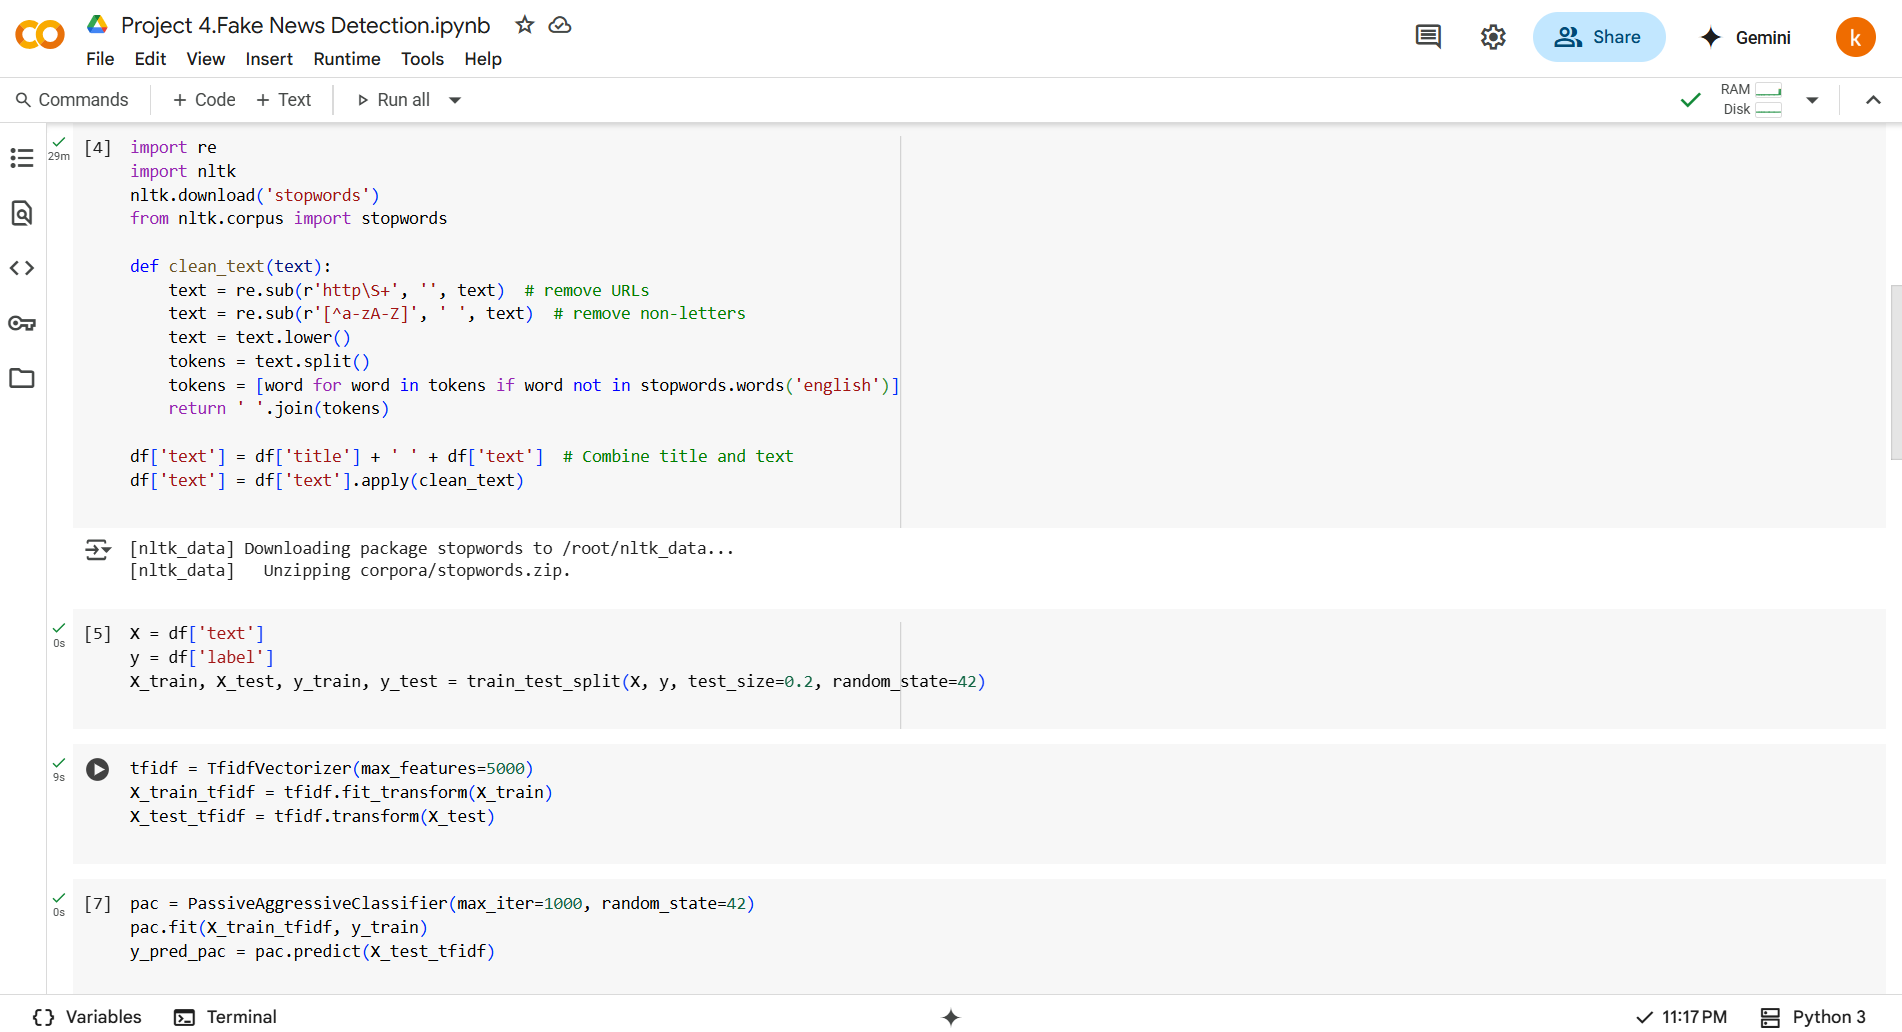 Project 4.Fake News Detection.ipynb
File Edit View Insert Runtime Tools Help
Share
Gemini
k
Commands + Code + Text Run all
RAM
Disk
29m
[4] import re
import nltk
nltk.download('stopwords')
from nltk.corpus import stopwords
def clean_text(text):
text = re.sub(r'http\S+', '', text) # remove URLs
text = re.sub(r'[^a-zA-Z]', ' ', text) # remove non-letters
text = text.lower()
tokens = text.split()
tokens = [word for word in tokens if word not in stopwords.words('english')]
return ' '.join(tokens)
df['text'] = df['title'] + ' ' + df['text'] # Combine title and text
df['text'] = df['text'].apply(clean_text)
[nltk_data] Downloading package stopwords to /root/nltk_data...
[nltk_data] Unzipping corpora/stopwords.zip.
0s
[5] X = df['text']
y = df['label']
X_train, X_test, y_train, y_test = train_test_split(X, y, test_size=0.2, random_state=42)
9s
tfidf = TfidfVectorizer(max_features=5000)
X_train_tfidf = tfidf.fit_transform(X_train)
X_test_tfidf = tfidf.transform(X_test)
0s
[7] pac = PassiveAggressiveClassifier(max_iter=1000, random_state=42)
pac.fit(X_train_tfidf, y_train)
y_pred_pac = pac.predict(X_test_tfidf)
{} Variables Terminal 11:17 PM Python 3